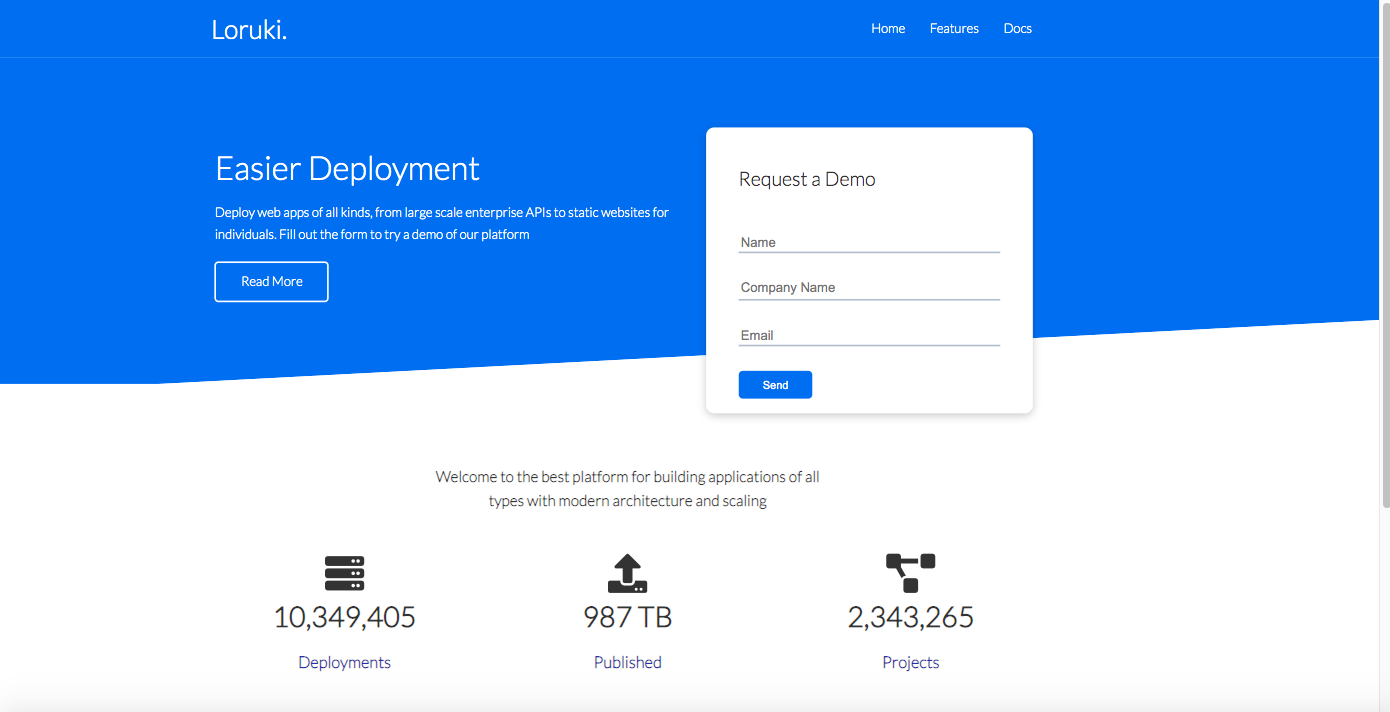 Loruki.
Home Features Docs
Easier Deployment
Deploy web apps of all kinds, from large scale enterprise APIs to static websites for
individuals. Fill out the form to try a demo of our platform
Read More
Request a Demo
Name
Company Name
Email
Send
Welcome to the best platform for building applications of all
types with modern architecture and scaling
10,349,405
Deployments
987 TB
Published
2,343,265
Projects